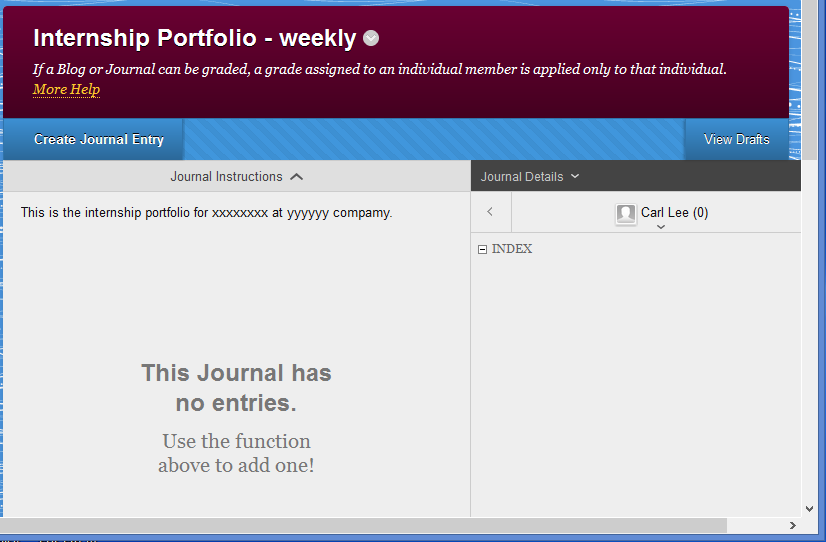 Internship Portfolio - weekly
If a Blog or Journal can be graded, a grade assigned to an individual member is applied only to that individual.
More Help
Create Journal Entry
View Drafts
Journal Instructions
Journal Details
This is the internship portfolio for xxxxxxxx at yyyyyy compamy.
Carl Lee (0)
INDEX
This Journal has
no entries.
Use the function
above to add one!